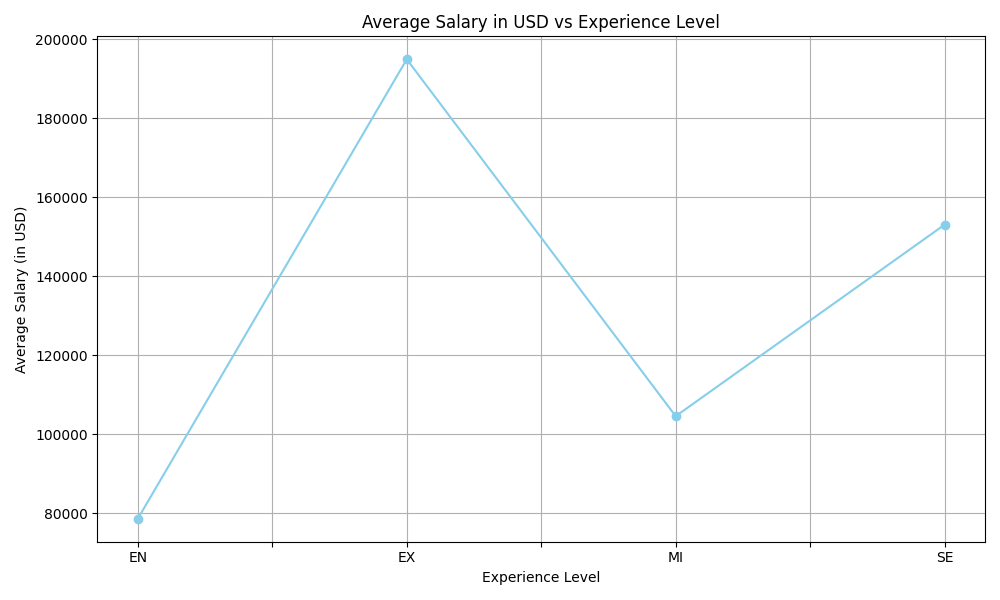 Average Salary in USD vs Experience Level
200000
180000
160000
140000
120000
100000
80000
Average Salary (in USD)
EN EX MI SE
Experience Level